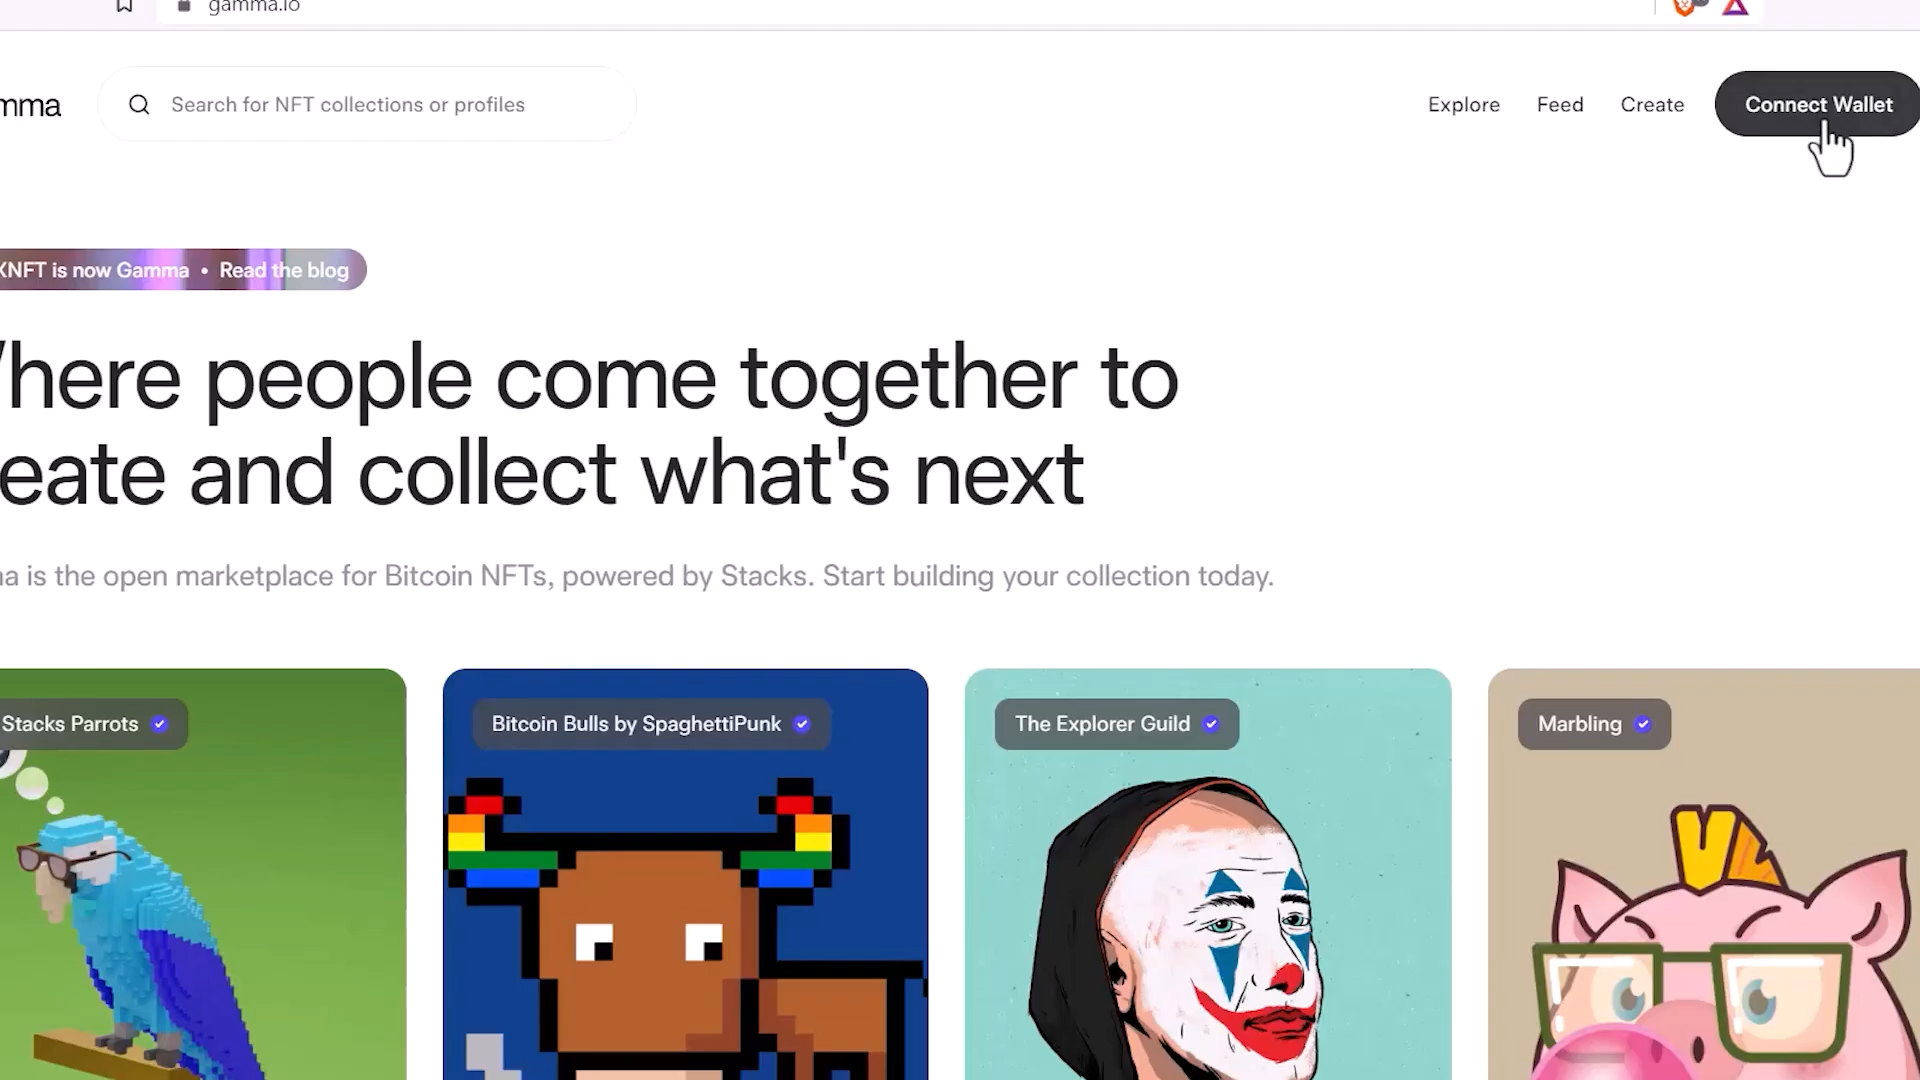 gamma.io
mma
Search for NFT collections or profiles
Explore
Feed
Create
Connect Wallet
XNFT is now Gamma • Read the blog
here people come together to
eate and collect what's next
na is the open marketplace for Bitcoin NFTs, powered by Stacks. Start building your collection today.
Stacks Parrots
Bitcoin Bulls by SpaghettiPunk
The Explorer Guild
Marbling